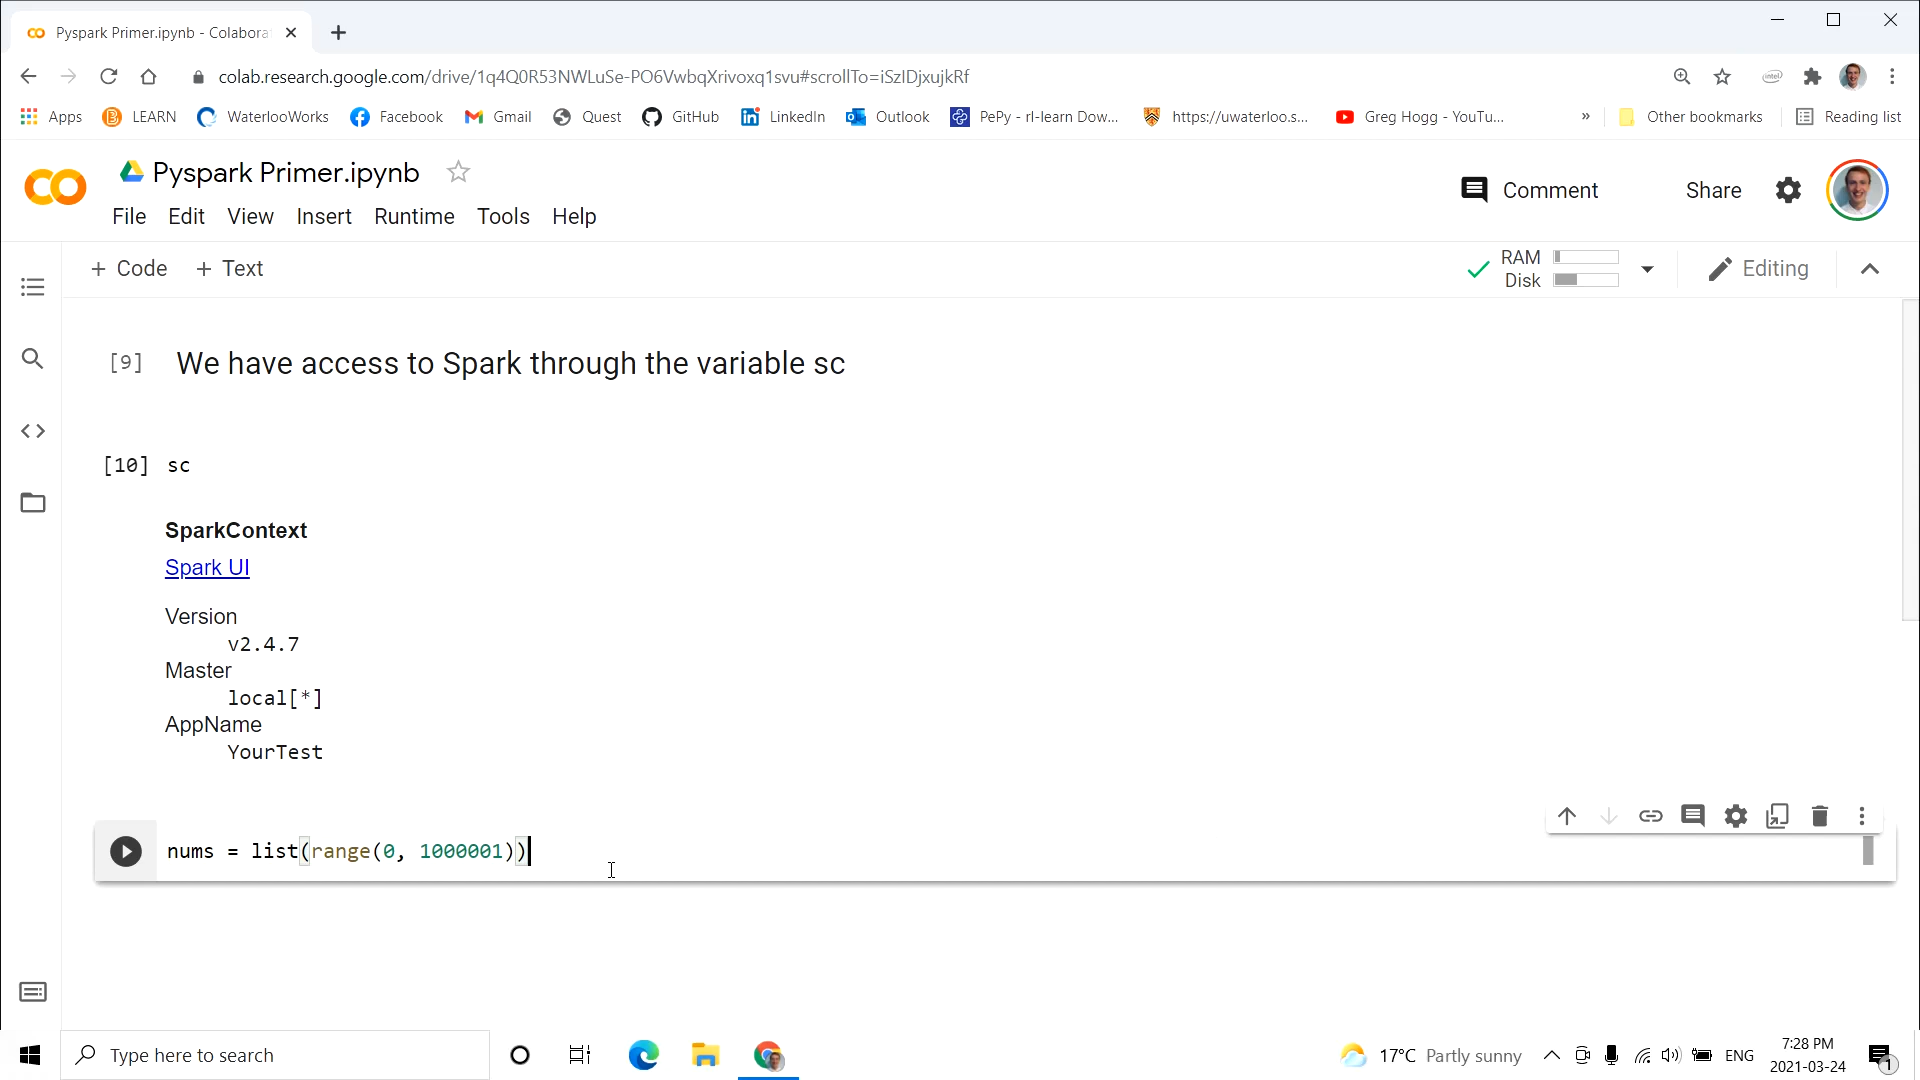 Pyspark Primer.ipynb - Colabora
colab.research.google.com/drive/1q4Q0R53NWLuSe-PO6VwbqXrivoxq1svu#scrollTo=iSzIDjxujkRf
intel
Apps LEARN WaterlooWorks Facebook Gmail Quest GitHub LinkedIn Outlook PePy - rl-learn Dow... https://uwaterloo.s... Greg Hogg - YouTu... » Other bookmarks Reading list
Pyspark Primer.ipynb
File Edit View Insert Runtime Tools Help
Comment Share
+ Code + Text
RAM
Disk
Editing
[9] We have access to Spark through the variable sc
[10] sc
SparkContext
Spark UI
Version
v2.4.7
Master
local[*]
AppName
YourTest
nums = list(range(0, 1000001))
Type here to search
17°C Partly sunny
ENG
7:28 PM
2021-03-24
1